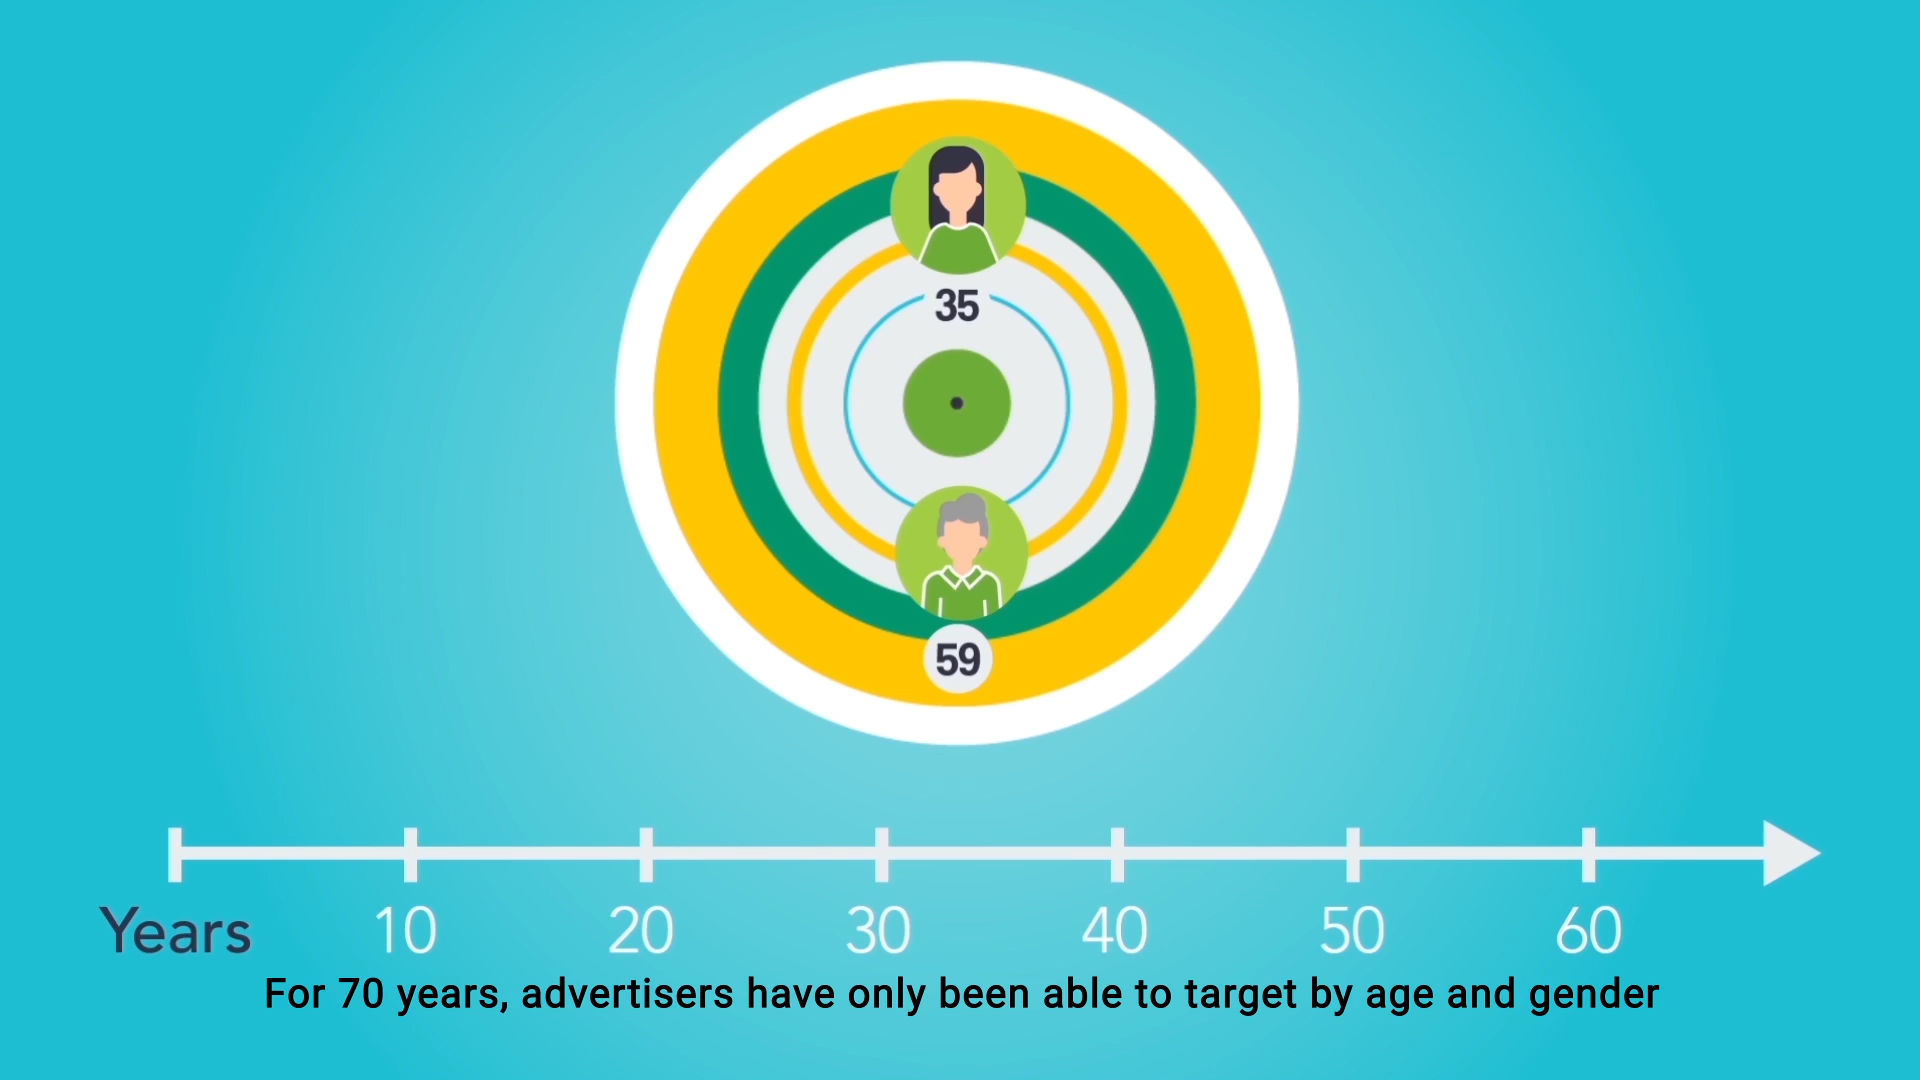 35
59
Years 10 20 30 40 50 60
For 70 years, advertisers have only been able to target by age and gender